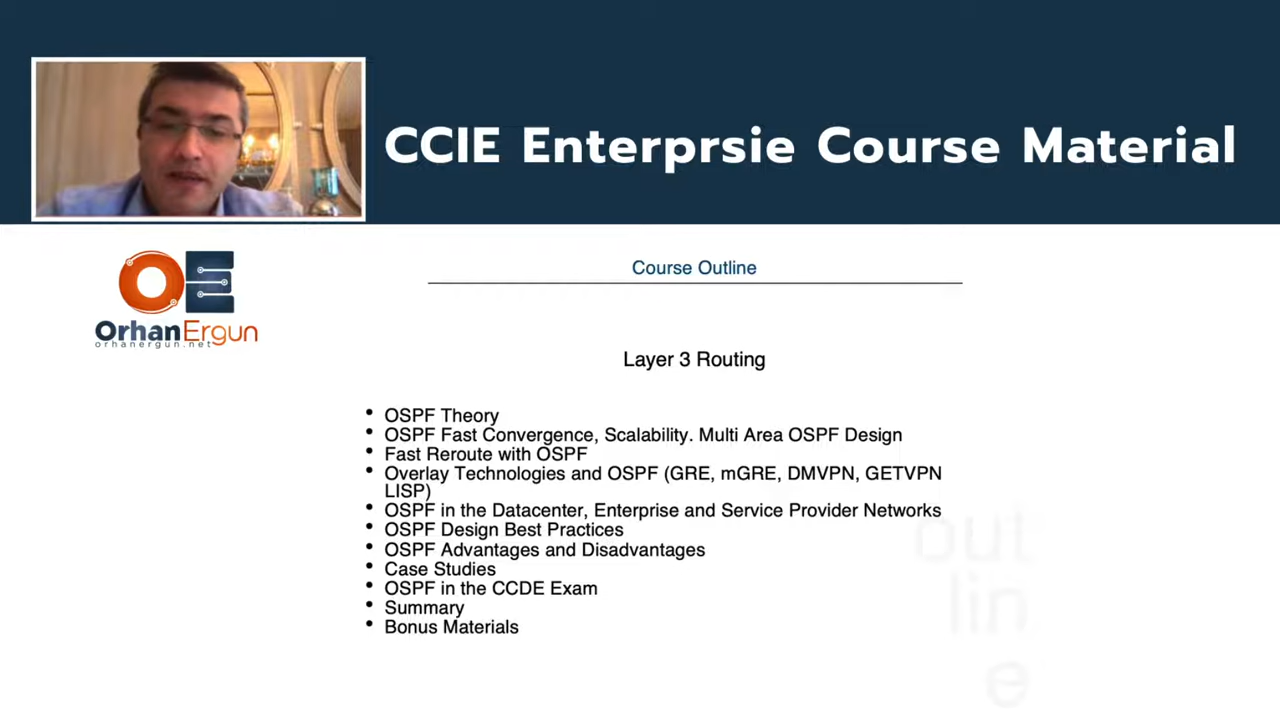 CCIE Enterprsie Course Material
OrhanErgun
orhanergun.net
Course Outline
Layer 3 Routing
• OSPF Theory
• OSPF Fast Convergence, Scalability. Multi Area OSPF Design
• Fast Reroute with OSPF
• Overlay Technologies and OSPF (GRE, mGRE, DMVPN, GETVPN
LISP)
• OSPF in the Datacenter, Enterprise and Service Provider Networks
• OSPF Design Best Practices
• OSPF Advantages and Disadvantages
• Case Studies
• OSPF in the CCDE Exam
• Summary
• Bonus Materials
out
lin
e